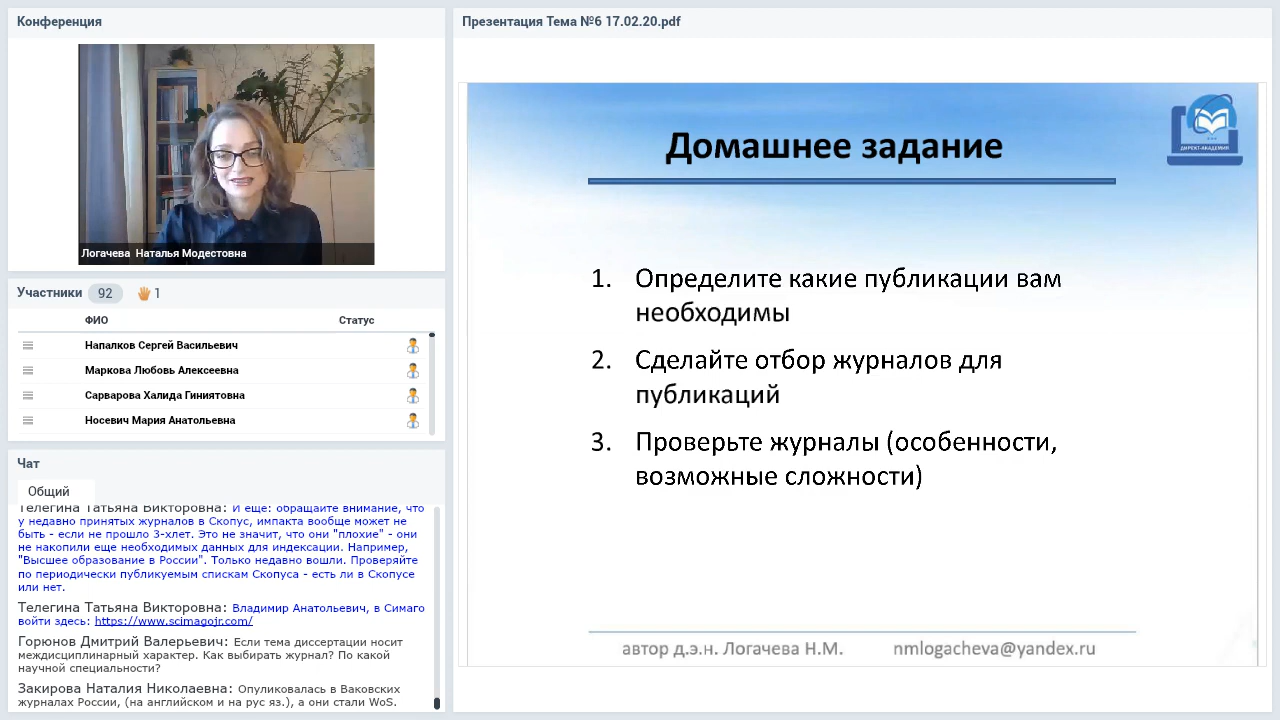 Конференция
Логачева Наталья Модестовна
Участники 92 1
ФИО Статус
Напалков Сергей Васильевич
Маркова Любовь Алексеевна
Сарварова Халида Гиниятовна
Носевич Мария Анатольевна
Чат
Общий
Телегина Татьяна Викторовна: И еще: обращайте внимание, что
у недавно принятых журналов в Скопус, импакта вообще может не
быть - если не прошло 3-хлет. Это не значит, что они "плохие" - они
не накопили еще необходимых данных для индексации. Например,
"Высшее образование в России". Только недавно вошли. Проверяйте
по периодически публикуемым спискам Скопуса - есть ли в Скопусе
или нет.
Телегина Татьяна Викторовна: Владимир Анатольевич, в Симаго
войти здесь: https://www.scimagojr.com/
Горюнов Дмитрий Валерьевич: Если тема диссертации носит
междисциплинарный характер. Как выбирать журнал? По какой
научной специальности?
Закирова Наталия Николаевна: Опуликовалась в Ваковских
журналах России, (на английском и на рус яз.), а они стали WoS.
Презентация Тема №6 17.02.20.pdf
ДИРЕКТ-АКАДЕМИЯ
Домашнее задание
1. Определите какие публикации вам
необходимы
2. Сделайте отбор журналов для
публикаций
3. Проверьте журналы (особенности,
возможные сложности)
автор д.э.н. Логачева Н.М. nmlogacheva@yandex.ru